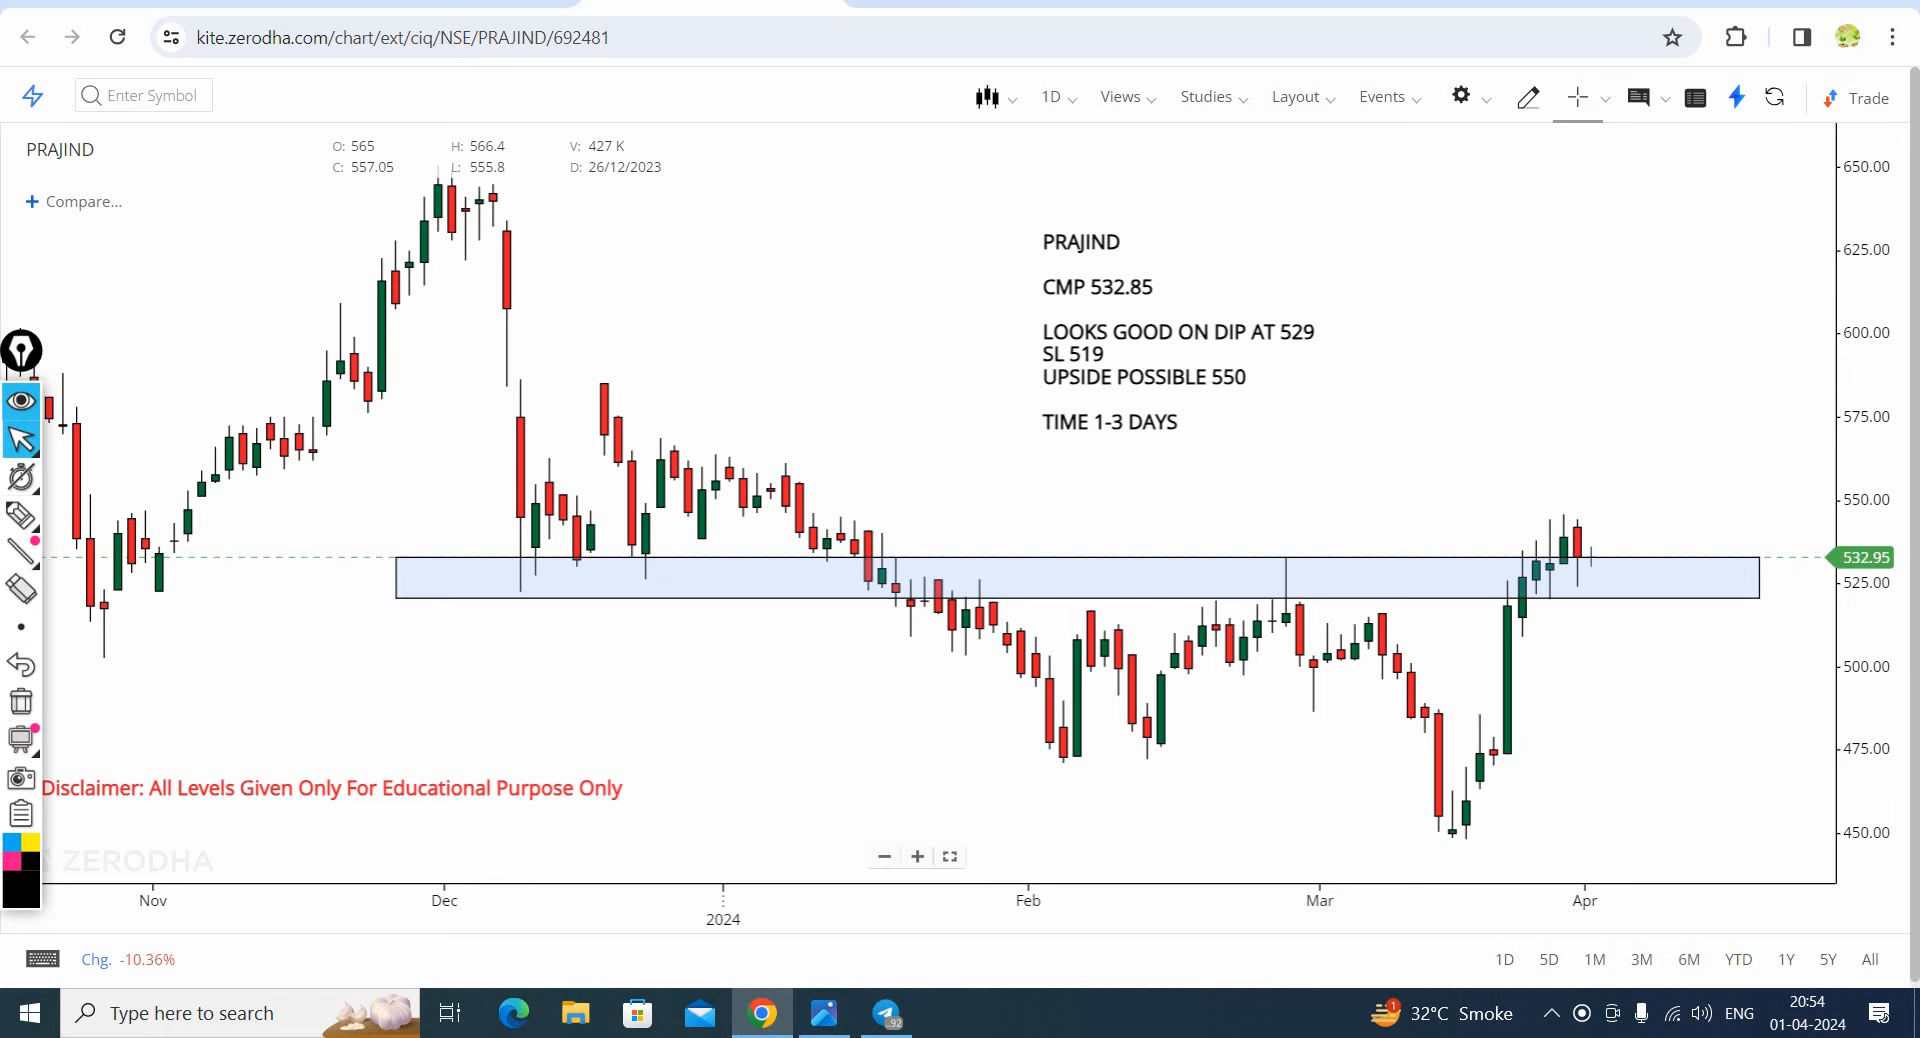 kite.zerodha.com/chart/ext/ciq/NSE/PRAJIND/692481
Enter Symbol
1D
Views
Studies
Layout
Events
Trade
PRAJIND
O: 565
H: 566.4
V: 427 K
C: 557.05
L: 555.8
D: 26/12/2023
+ Compare...
650.00
625.00
600.00
575.00
550.00
532.95
525.00
500.00
475.00
450.00
PRAJIND
CMP 532.85
LOOKS GOOD ON DIP AT 529
SL 519
UPSIDE POSSIBLE 550
TIME 1-3 DAYS
Disclaimer: All Levels Given Only For Educational Purpose Only
ZERODHA
Nov
Dec
2024
Feb
Mar
Apr
Chg. -10.36%
1D
5D
1M
3M
6M
YTD
1Y
5Y
All
Type here to search
.92
1
32°C Smoke
ENG
20:54
01-04-2024